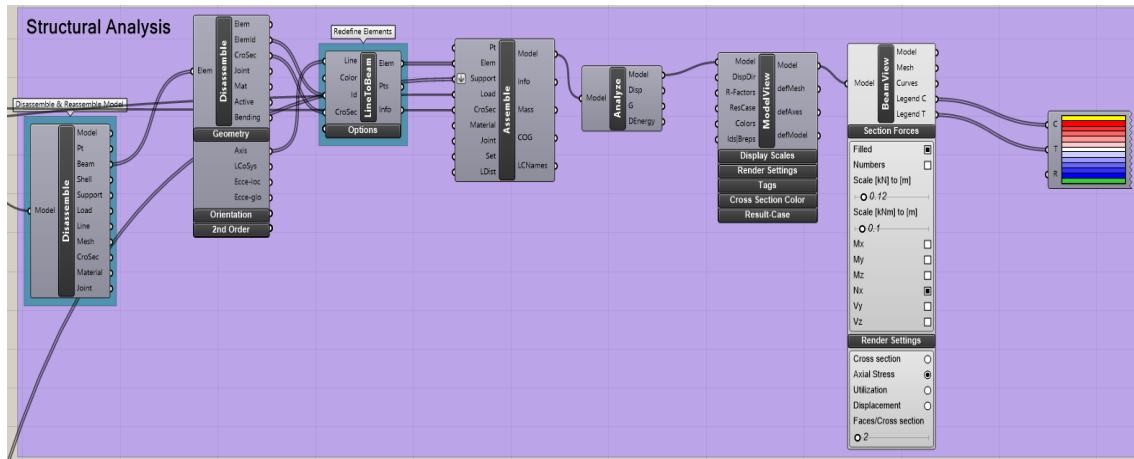 Structural Analysis
Disassemble & Reassemble Model
Model
Disassemble
Model
Pt
Beam
Shell
Support
Load
Line
Mesh
CroSec
Material
Joint
Elem
Disassemble
Elem
ElemId
CroSec
Joint
Mat
Active
Bending
Geometry
Axis
LCoSys
Ecce-loc
Ecce-glo
Orientation
2nd Order
Redefine Elements
Line
Color
Id
CroSec
LineToBeam
Elem
Pts
Info
Options
Pt
Elem
Support
Load
CroSec
Material
Joint
Set
LDist
Assemble
Model
Info
Mass
COG
LCNames
Model
Analyze
Model
Disp
G
DEnergy
Model
DispDir
R-Factors
ResCase
Colors
Ids|Breps
ModelView
Model
defMesh
defAxes
defModel
Display Scales
Render Settings
Tags
Cross Section Color
Result-Case
Model
BeamView
Model
Mesh
Curves
Legend C
Legend T
Section Forces
Filled
Numbers
Scale [kN] to [m]
0.12
Scale [kNm] to [m]
0.1
Mx
My
Mz
Nx
Vy
Vz
Render Settings
Cross section
Axial Stress
Utilization
Displacement
Faces/Cross section
2
C
T
R